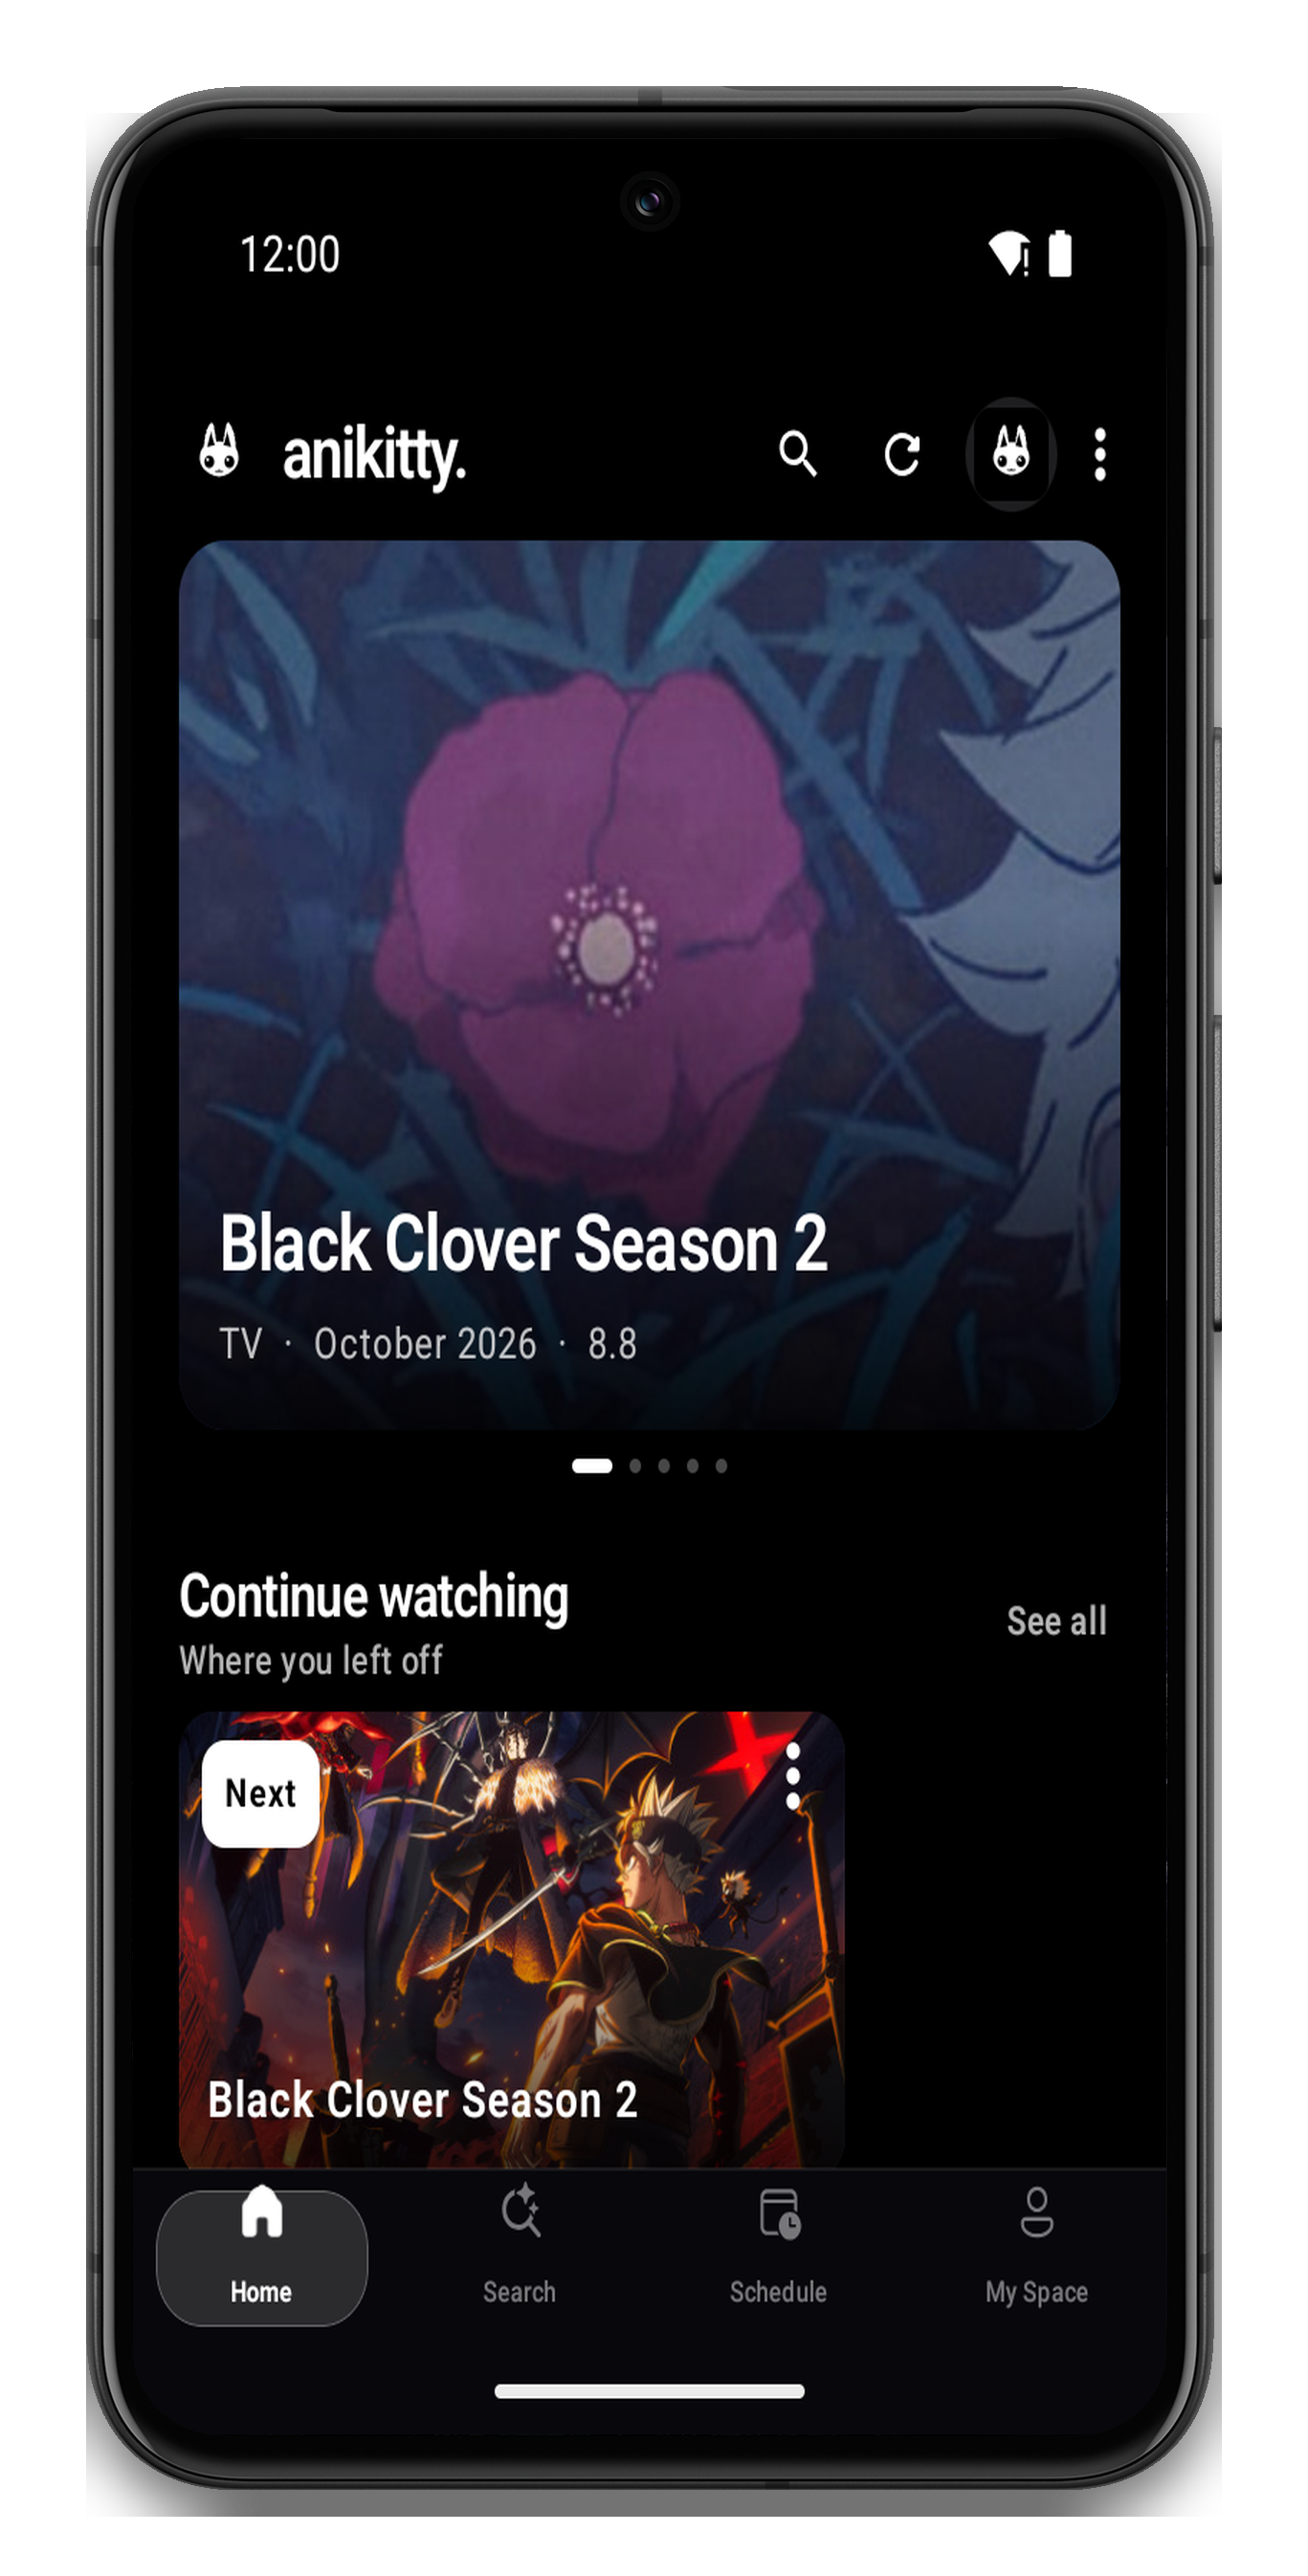 12:00
anikitty.
Black Clover Season 2
TV · October 2026 · 8.8
Continue watching
See all
Where you left off
Next
Black Clover Season 2
Home
Search
Schedule
My Space